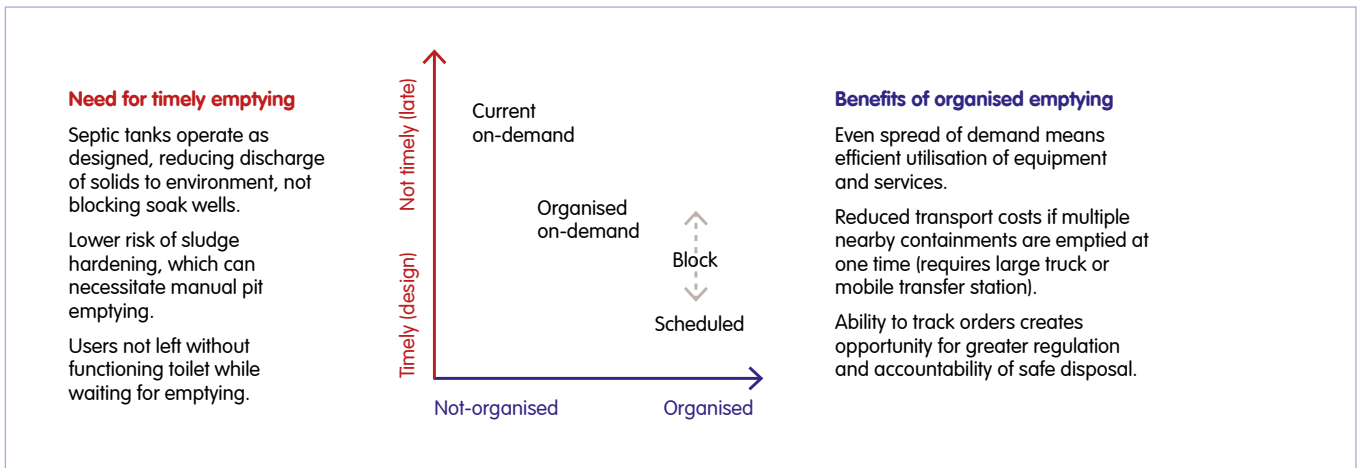 Need for timely emptying
Septic tanks operate as
designed, reducing discharge
of solids to environment, not
blocking soak wells.
Lower risk of sludge
hardening, which can
necessitate manual pit
emptying.
Users not left without
functioning toilet while
waiting for emptying.
Not timely (late)
Timely (design)
Current
on-demand
Organised
on-demand
Block
Scheduled
Not-organised
Organised
Benefits of organised emptying
Even spread of demand means
efficient utilisation of equipment
and services.
Reduced transport costs if multiple
nearby containments are emptied at
one time (requires large truck or
mobile transfer station).
Ability to track orders creates
opportunity for greater regulation
and accountability of safe disposal.